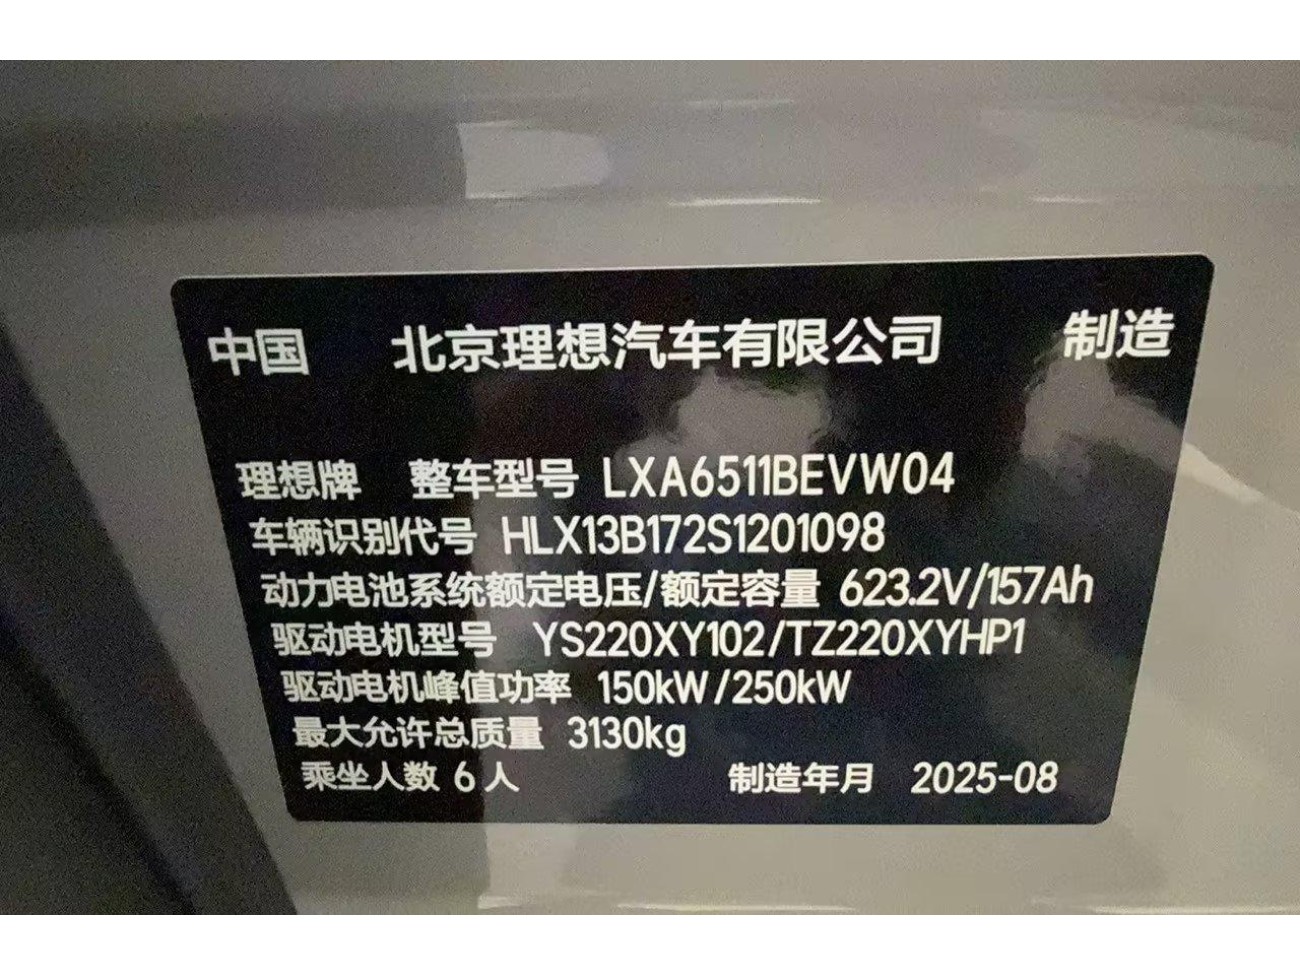 中国 北京理想汽车有限公司 制造
理想牌 整车型号 LXA6511BEVW04
车辆识别代号 HLX13B172S1201098
动力电池系统额定电压/额定容量 623.2V/157Ah
驱动电机型号 YS220XY102/TZ220XYHP1
驱动电机峰值功率 150kW/250kW
最大允许总质量 3130kg
乘坐人数 6人 制造年月 2025-08